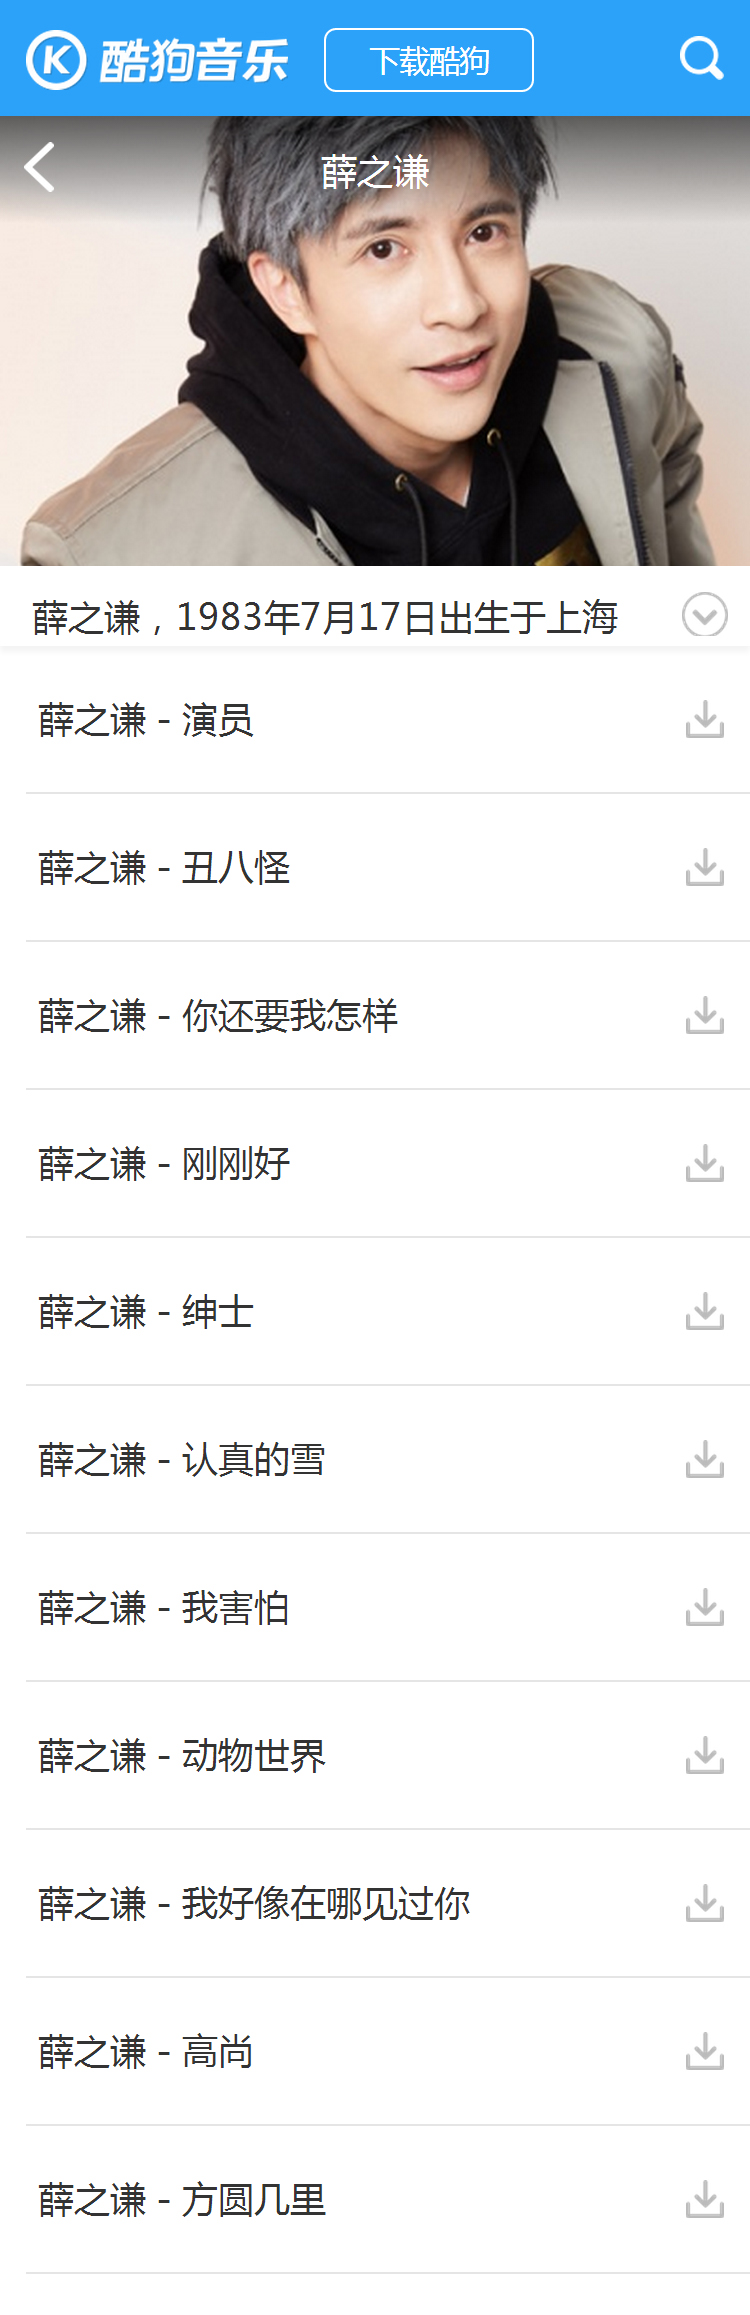 K 酷狗音乐 下载酷狗
薛之谦
薛之谦，1983年7月17日出生于上海
薛之谦 - 演员
薛之谦 - 丑八怪
薛之谦 - 你还要我怎样
薛之谦 - 刚刚好
薛之谦 - 绅士
薛之谦 - 认真的雪
薛之谦 - 我害怕
薛之谦 - 动物世界
薛之谦 - 我好像在哪见过你
薛之谦 - 高尚
薛之谦 - 方圆几里